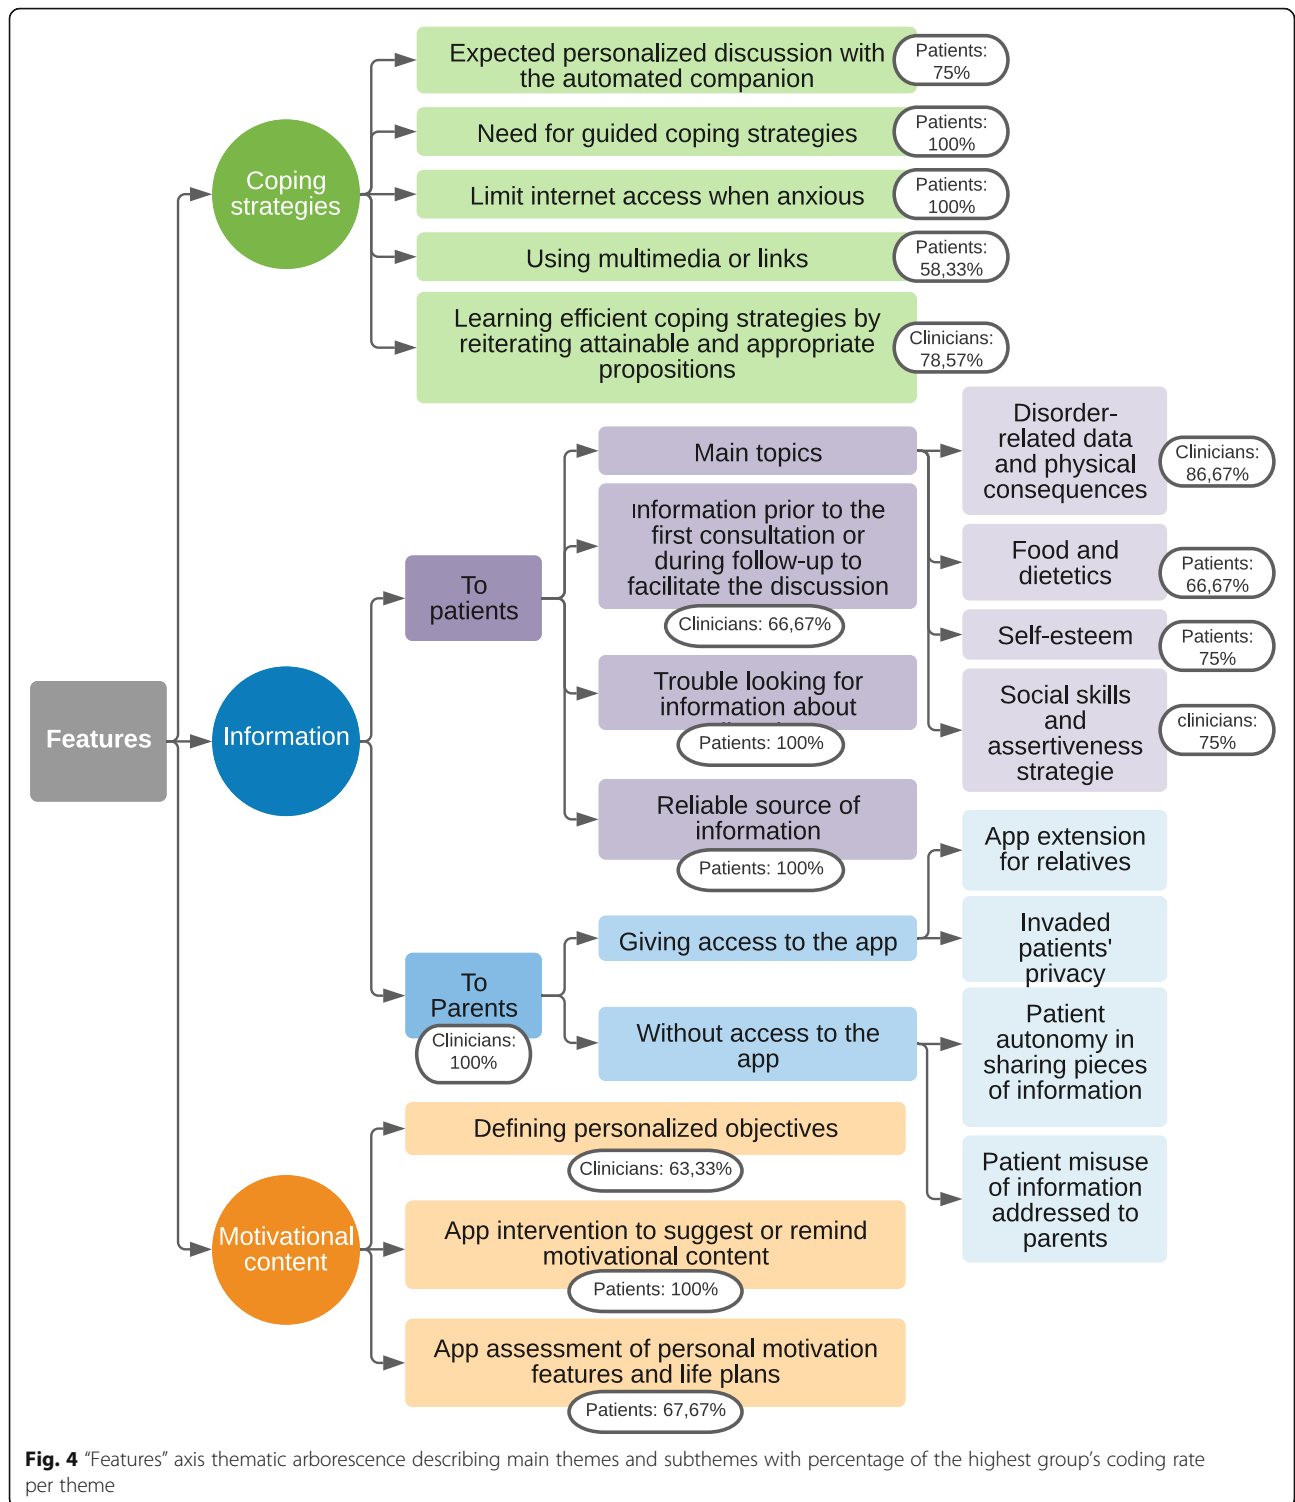 Expected personalized discussion with
the automated companion
Patients:
75%
Need for guided coping strategies
Patients:
100%
Coping
strategies
Limit internet access when anxious
Patients:
100%
Using multimedia or links
Patients:
58,33%
Learning efficient coping strategies by
reiterating attainable and appropriate
propositions
Clinicians:
78,57%
Features
Information
To
patients
Main topics
Disorder-
related data
and physical
consequences
Clinicians:
86,67%
Food and
dietetics
Patients:
66,67%
Self-esteem
Patients:
75%
Social skills
and
assertiveness
strategie
clinicians:
75%
Information prior to the
first consultation or
during follow-up to
facilitate the discussion
Clinicians: 66,67%
Trouble looking for
information about
Patients: 100%
Reliable source of
information
Patients: 100%
To
Parents
Clinicians:
100%
Giving access to the app
App extension
for relatives
Invaded
patients'
privacy
Without access to the
app
Patient
autonomy in
sharing pieces
of information
Patient misuse
of information
addressed to
parents
Motivational
content
Defining personalized objectives
Clinicians: 63,33%
App intervention to suggest or remind
motivational content
Patients: 100%
App assessment of personal motivation
features and life plans
Patients: 67,67%
Fig. 4 "Features" axis thematic arborescence describing main themes and subthemes with percentage of the highest group's coding rate
per theme